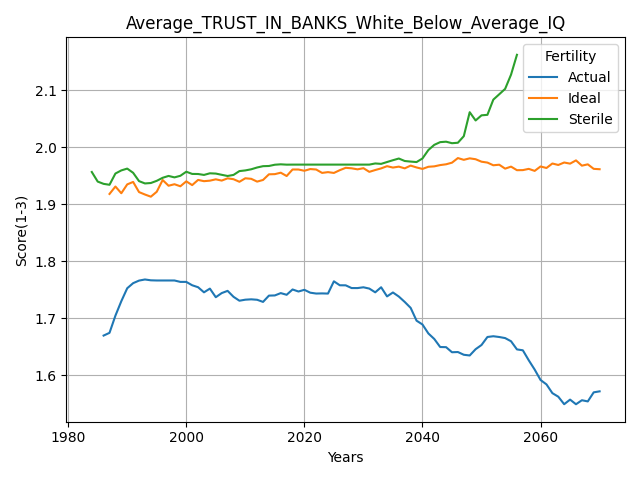 Average_TRUST_IN_BANKS_White_Below_Average_IQ
Fertility
Actual
Ideal
Sterile
Score(1-3)
2.1
2.0
1.9
1.8
1.7
1.6
1980
2000
2020
2040
2060
Years